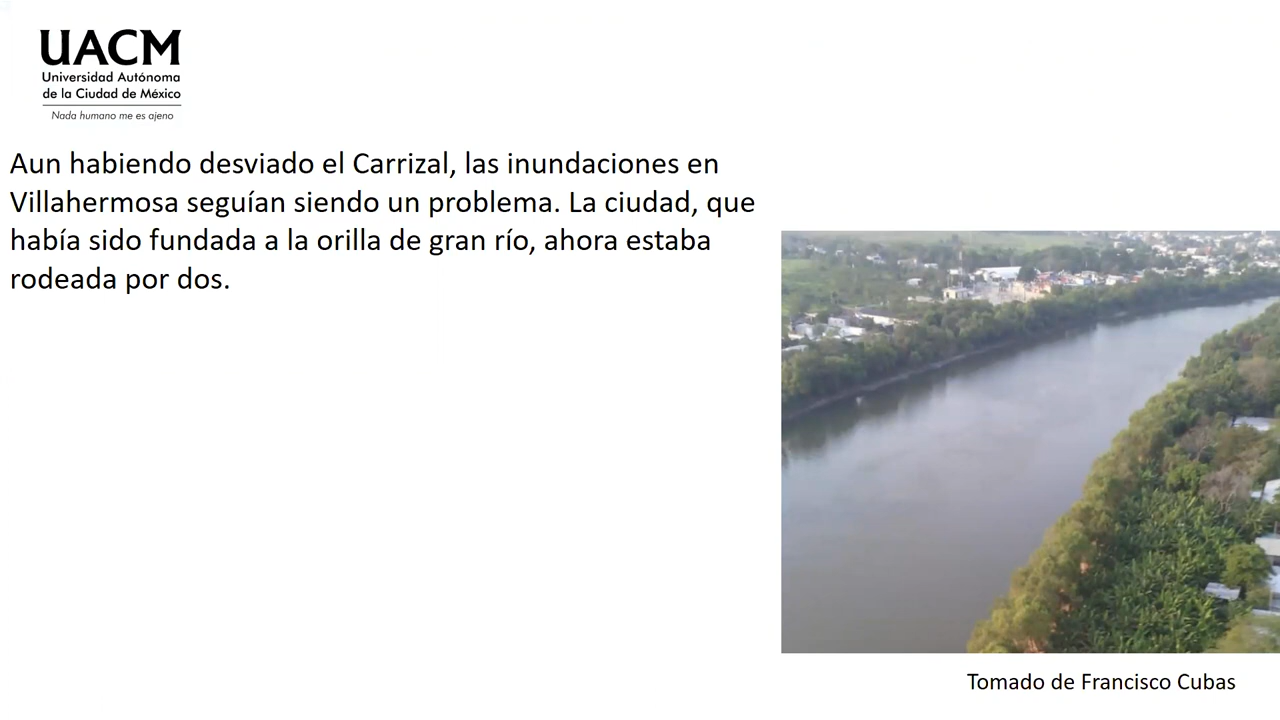 UACM
Universidad Autónoma
de la Ciudad de México
Nada humano me es ajeno
Aun habiendo desviado el Carrizal, las inundaciones en
Villahermosa seguían siendo un problema. La ciudad, que
había sido fundada a la orilla de gran río, ahora estaba
rodeada por dos.
Tomado de Francisco Cubas